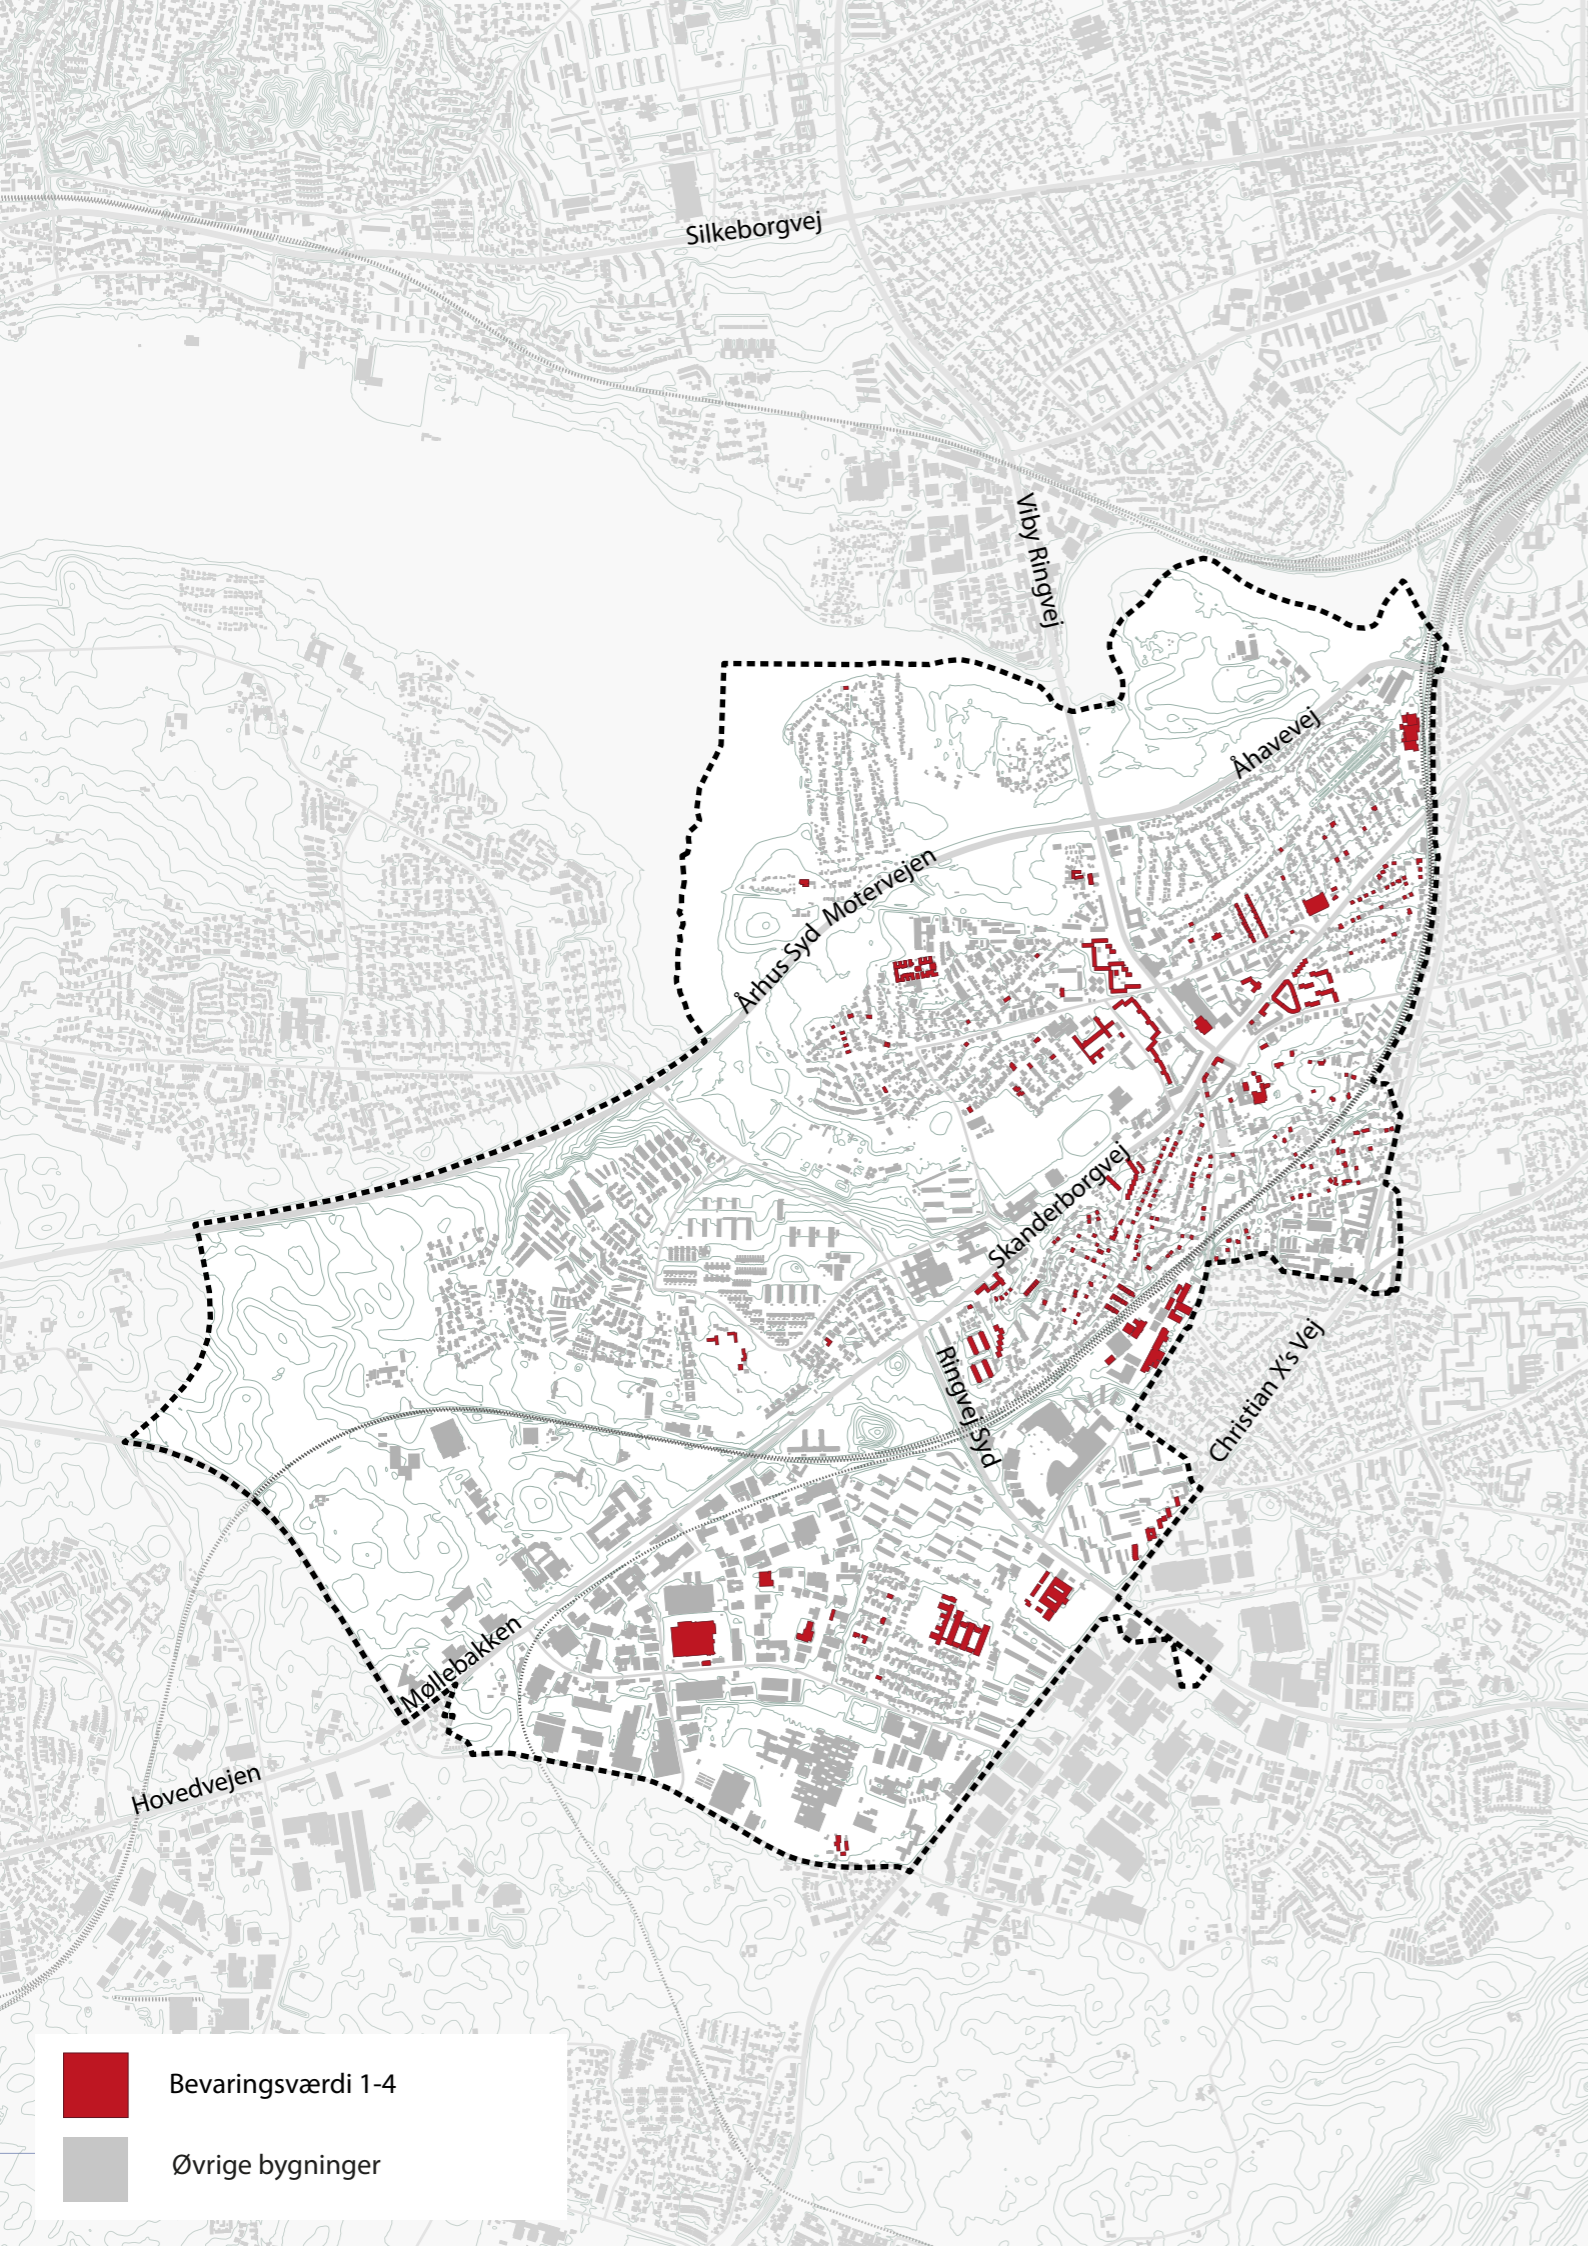 Silkeborgvej
Viby Ringvej
Åhavevej
Århus Syd Motervejen
Skanderborgvej
Ringvej Syd
Christian X's Vej
Møllebakken
Hovedvejen
Bevaringsværdi 1-4
Øvrige bygninger